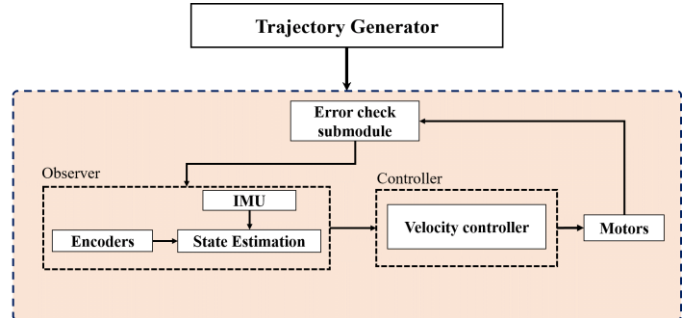 Trajectory Generator
Error check
submodule
Observer
Controller
IMU
Velocity controller
Encoders
State Estimation
Motors